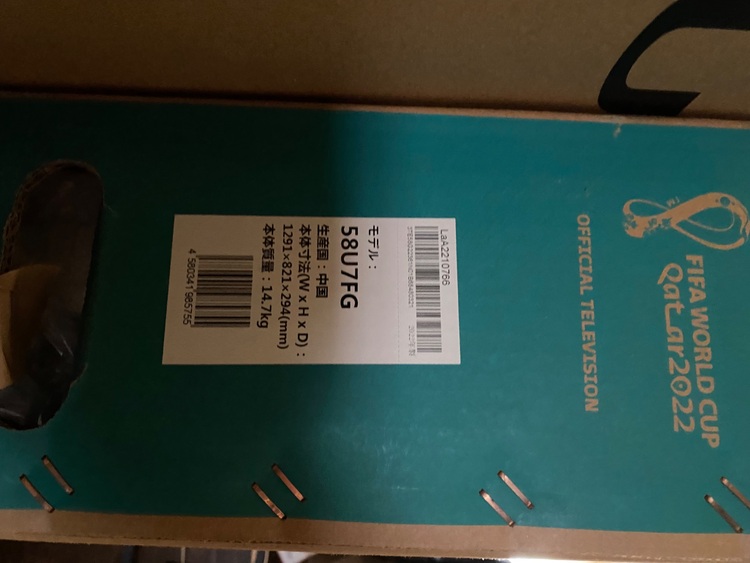 LaA2210766
モデル：
58U7FG
生産国：中国
本体寸法(W x H x D)：
1291×821×294(mm)
本体質量：14.7kg
4 580341 985755
OFFICIAL TELEVISION
FIFA WORLD CUP
Qatar2022